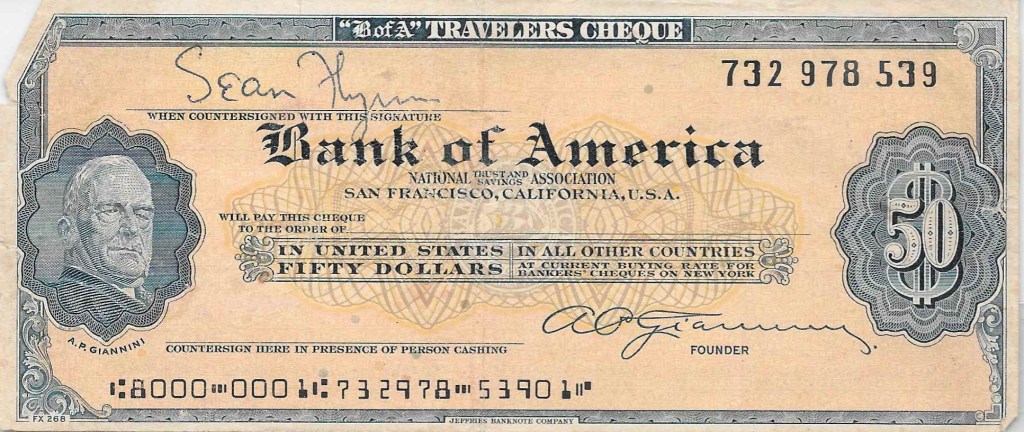 "BofA" TRAVELERS CHEQUE
732 978 539
Sean Flynn
WHEN COUNTERSIGNED WITH THIS SIGNATURE
Bank of America
NATIONAL TRUST AND SAVINGS ASSOCIATION
SAN FRANCISCO, CALIFORNIA, U.S.A.
WILL PAY THIS CHEQUE
TO THE ORDER OF
IN UNITED STATES
FIFTY DOLLARS
IN ALL OTHER COUNTRIES
AT CURRENT BUYING RATE FOR
BANKERS' CHEQUES ON NEW YORK
$50
A.P. GIANNINI
A P Giannini
FOUNDER
COUNTERSIGN HERE IN PRESENCE OF PERSON CASHING
⑆8000⑉0001⑆732978⑉53901⑈
FX 268
JEFFRIES BANKNOTE COMPANY